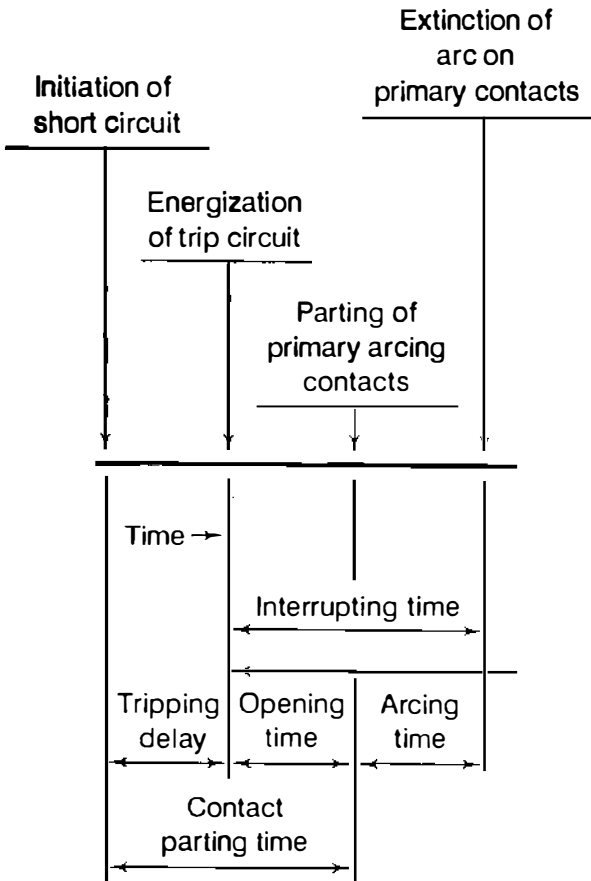 Extinction of
arc on
primary contacts
Initiation of
short circuit
Energization
of trip circuit
Parting of
primary arcing
contacts
Time
Interrupting time
Tripping
delay
Opening
time
Arcing
time
Contact
parting time